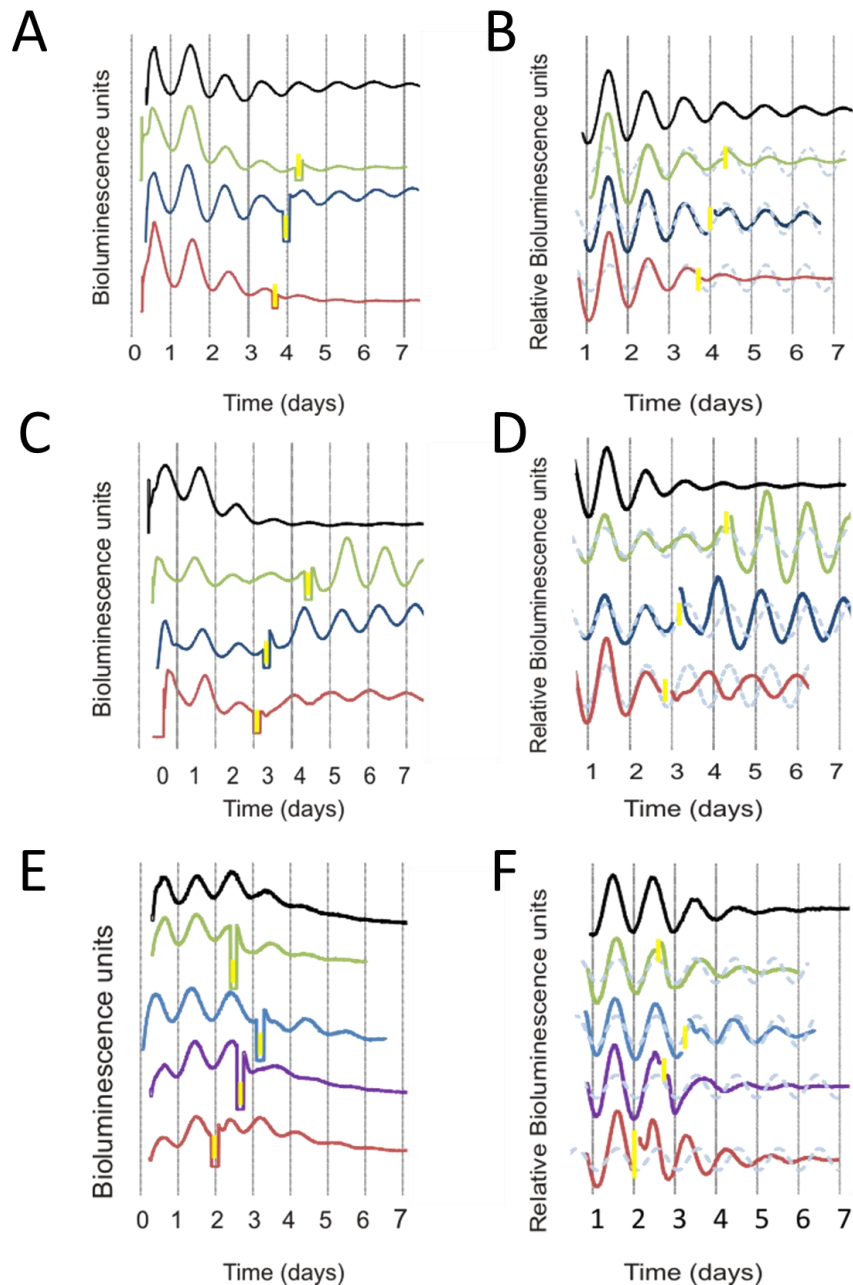 A
Bioluminescence units
0 1 2 3 4 5 6 7
Time (days)
B
Relative Bioluminescence units
1 2 3 4 5 6 7
Time (days)
C
Bioluminescence units
0 1 2 3 4 5 6 7
Time (days)
D
Relative Bioluminescence units
1 2 3 4 5 6 7
Time (days)
E
Bioluminescence units
0 1 2 3 4 5 6 7
Time (days)
F
Relative Bioluminescence units
1 2 3 4 5 6 7
Time (days)